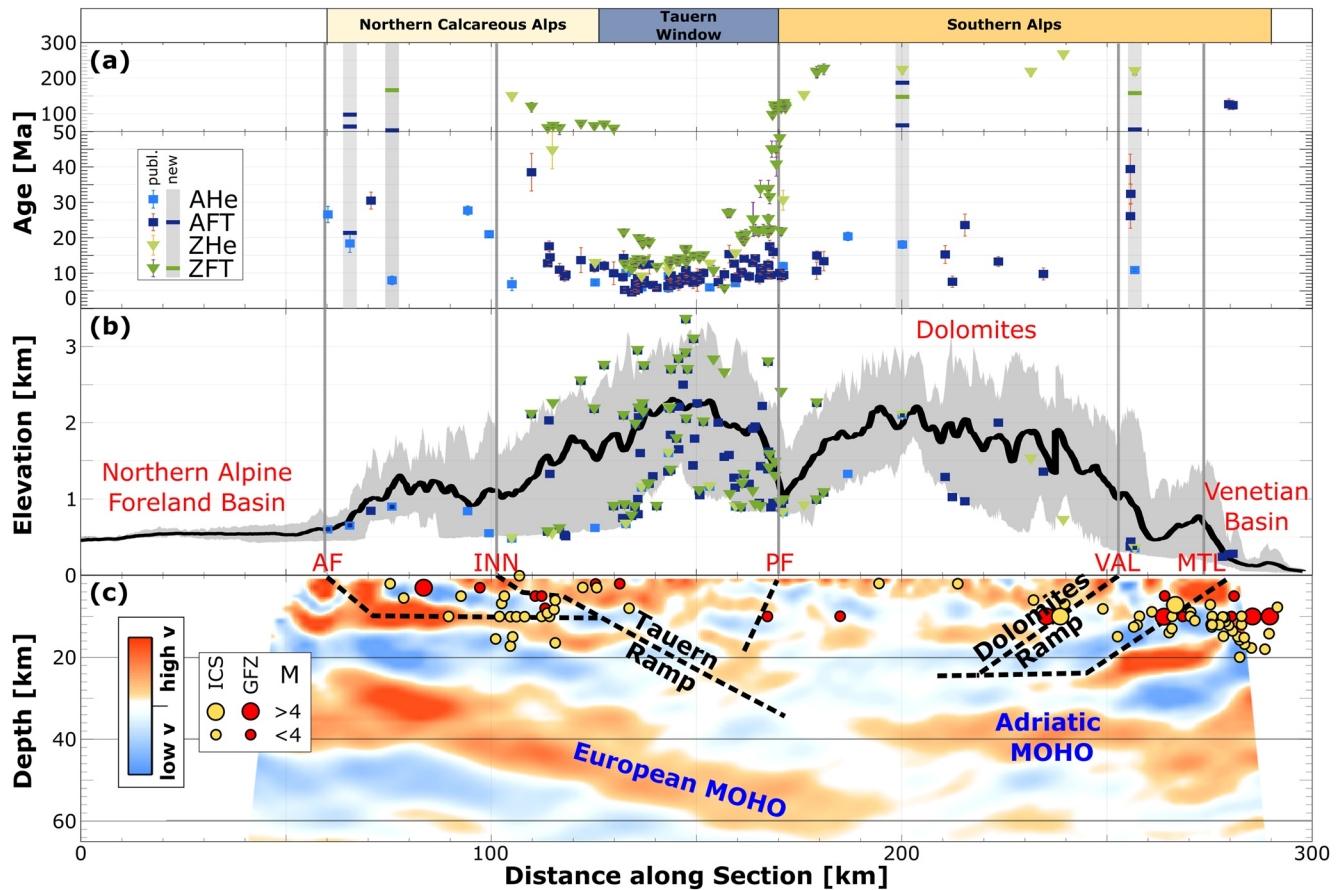 Northern Calcareous Alps
Tauern
Window
Southern Alps
(a)
300
200
100
50
40
30
20
10
0
Age [Ma]
publ.
new
AHe
AFT
ZHe
ZFT
(b)
3
2
1
0
Elevation [km]
Dolomites
Northern Alpine
Foreland Basin
Venetian
Basin
AF
INN
PF
VAL
MTL
(c)
20
40
60
Depth [km]
high v
low v
ICS
GFZ
M
>4
<4
Tauern
Ramp
Dolomites
Ramp
European MOHO
Adriatic
MOHO
0
100
200
300
Distance along Section [km]